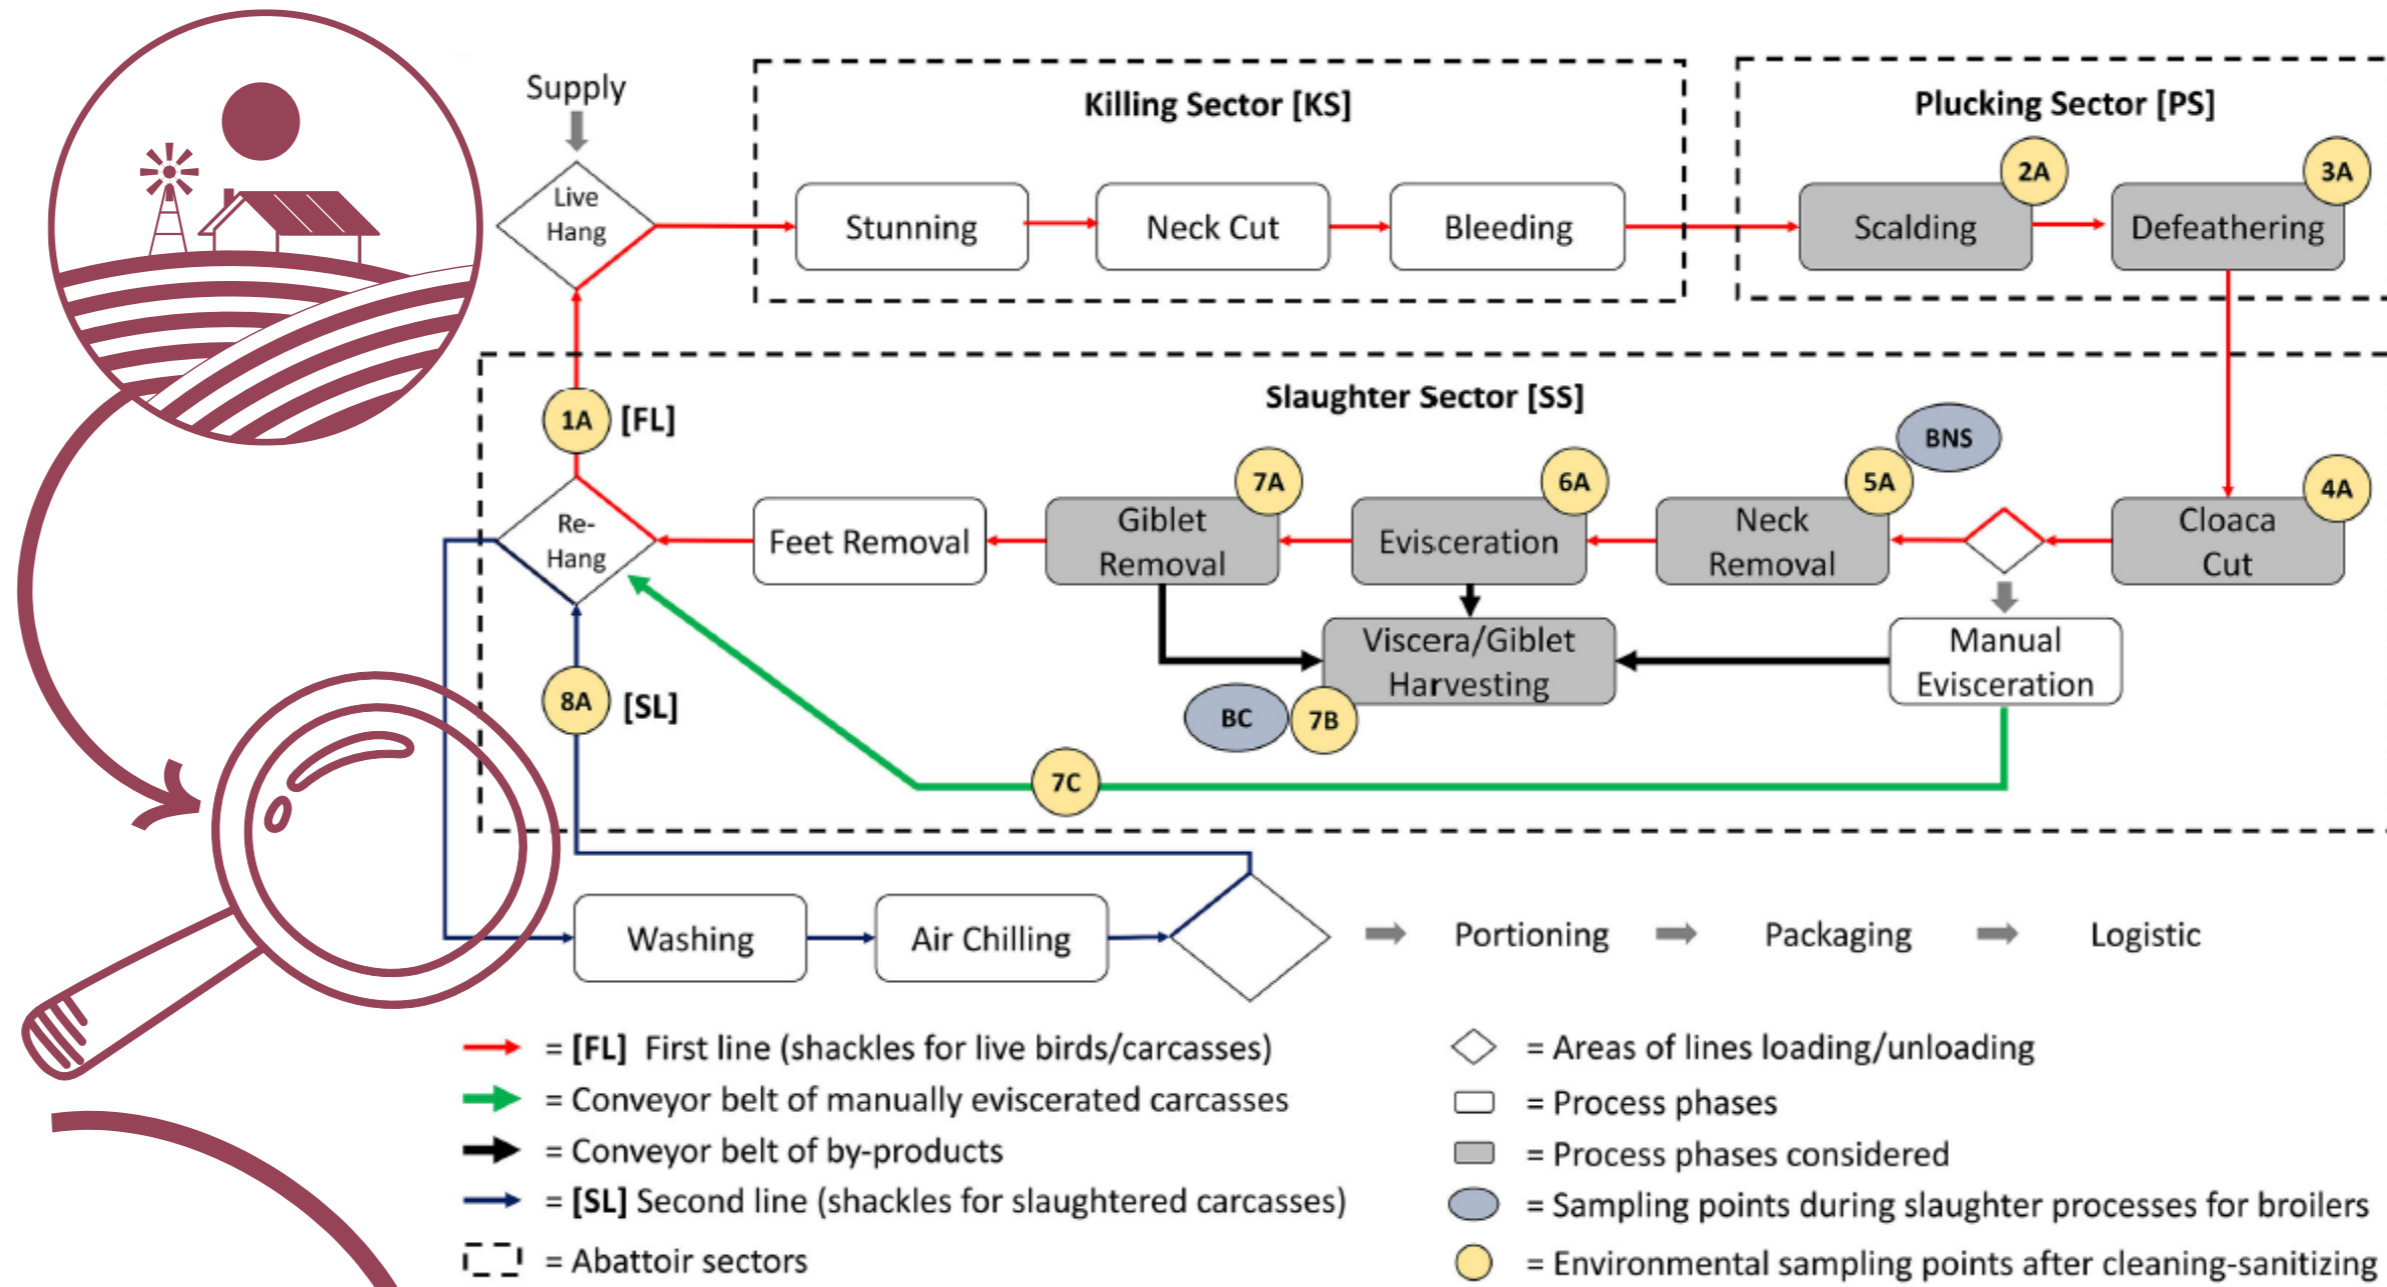 Supply
Killing Sector [KS]
Plucking Sector [PS]
Live
Hang
Stunning
Neck Cut
Bleeding
Scalding
2A
Defeathering
3A
Slaughter Sector [SS]
1A
[FL]
BNS
7A
6A
5A
4A
Re-
Hang
Feet Removal
Giblet
Removal
Evisceration
Neck
Removal
Cloaca
Cut
Viscera/Giblet
Harvesting
Manual
Evisceration
8A
[SL]
BC
7B
7C
Washing
Air Chilling
Portioning
Packaging
Logistic
= [FL] First line (shackles for live birds/carcasses)
= Conveyor belt of manually eviscerated carcasses
= Conveyor belt of by-products
= [SL] Second line (shackles for slaughtered carcasses)
= Abattoir sectors
= Areas of lines loading/unloading
= Process phases
= Process phases considered
= Sampling points during slaughter processes for broilers
= Environmental sampling points after cleaning-sanitizing